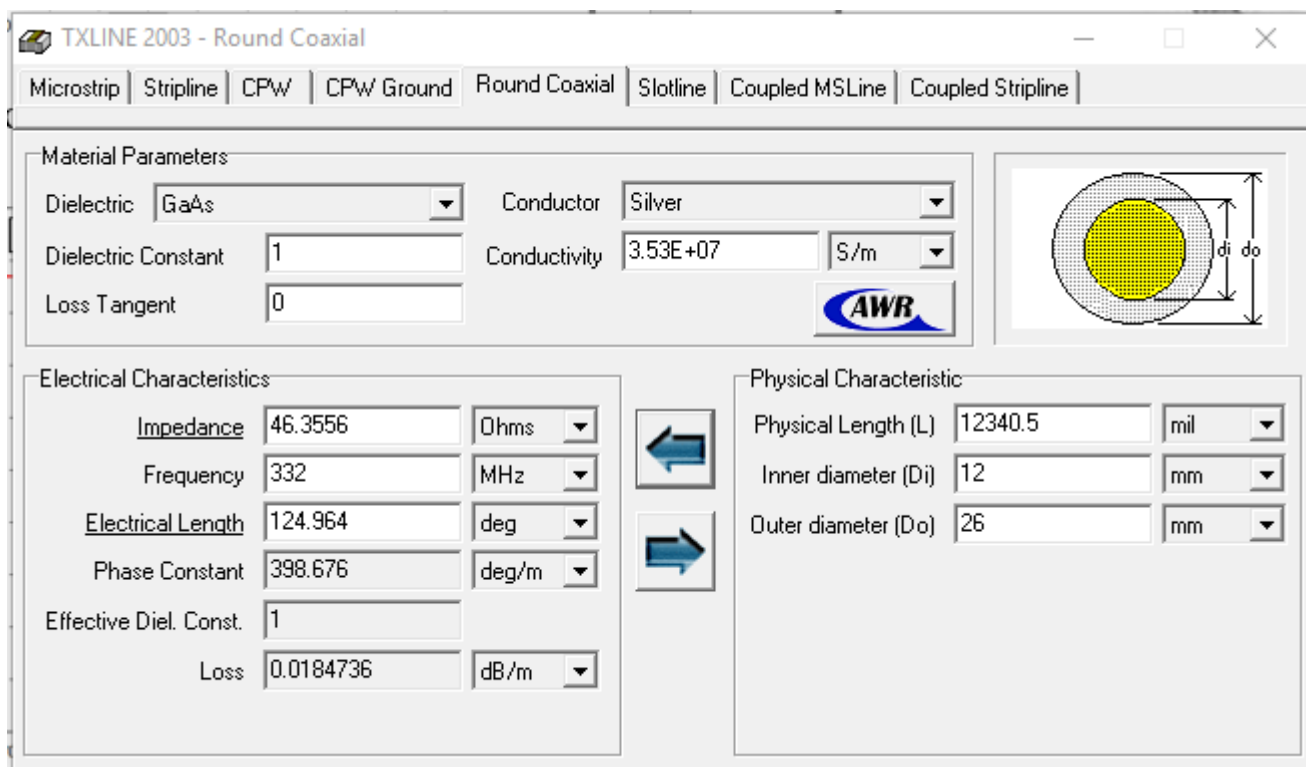 TXLINE 2003 - Round Coaxial
Microstrip Stripline CPW CPW Ground Round Coaxial Slotline Coupled MSLine Coupled Stripline
Material Parameters
Dielectric GaAs Conductor Silver
Dielectric Constant 1 Conductivity 3.53E+07 S/m
Loss Tangent 0 AWR
di do
Electrical Characteristics
Impedance 46.3556 Ohms
Frequency 332 MHz
Electrical Length 124.964 deg
Phase Constant 398.676 deg/m
Effective Diel. Const. 1
Loss 0.0184736 dB/m
Physical Characteristic
Physical Length (L) 12340.5 mil
Inner diameter (Di) 12 mm
Outer diameter (Do) 26 mm